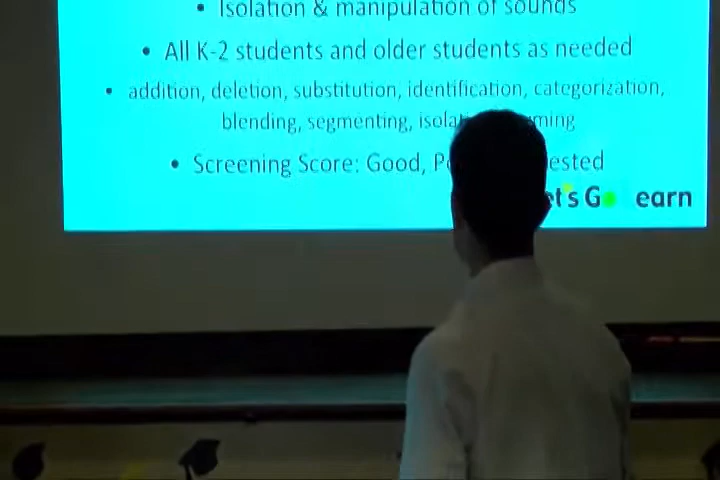 • Isolation & manipulation of sounds
• All K-2 students and older students as needed
• addition, deletion, substitution, identification, categorization,
blending, segmenting,
• Screening Score: Good,
Go earn